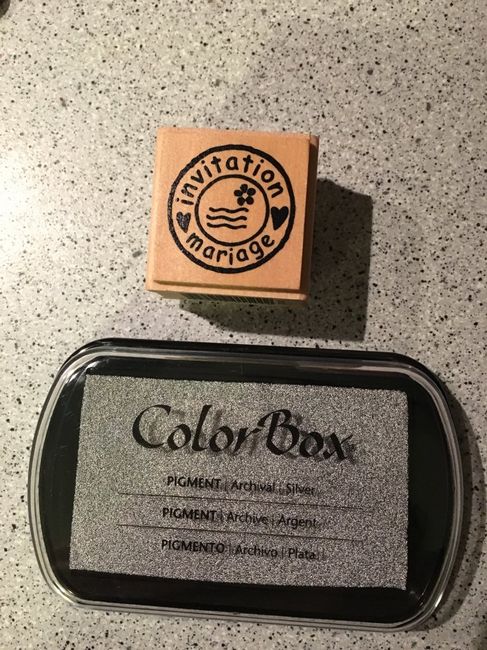 invitation
mariage
ColorBox
PIGMENT | Archival | Silver
PIGMENT | Archive | Argent
PIGMENTO | Archivo | Plata